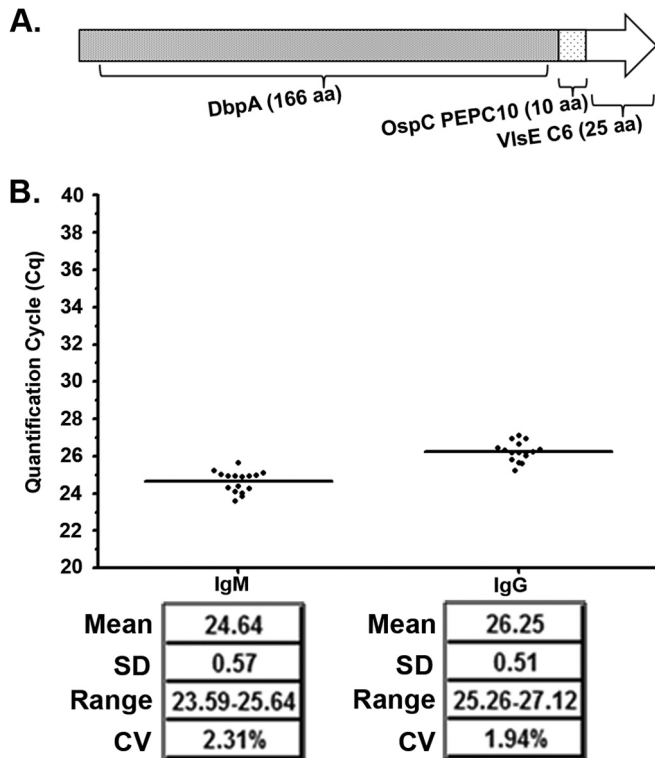 A.
DbpA (166 aa)
OspC PEPC10 (10 aa)
VlsE C6 (25 aa)
B.
Quantification Cycle (Cq)
40
38
36
34
32
30
28
26
24
22
20
IgM
IgG
Mean 24.64
SD 0.57
Range 23.59-25.64
CV 2.31%
Mean 26.25
SD 0.51
Range 25.26-27.12
CV 1.94%